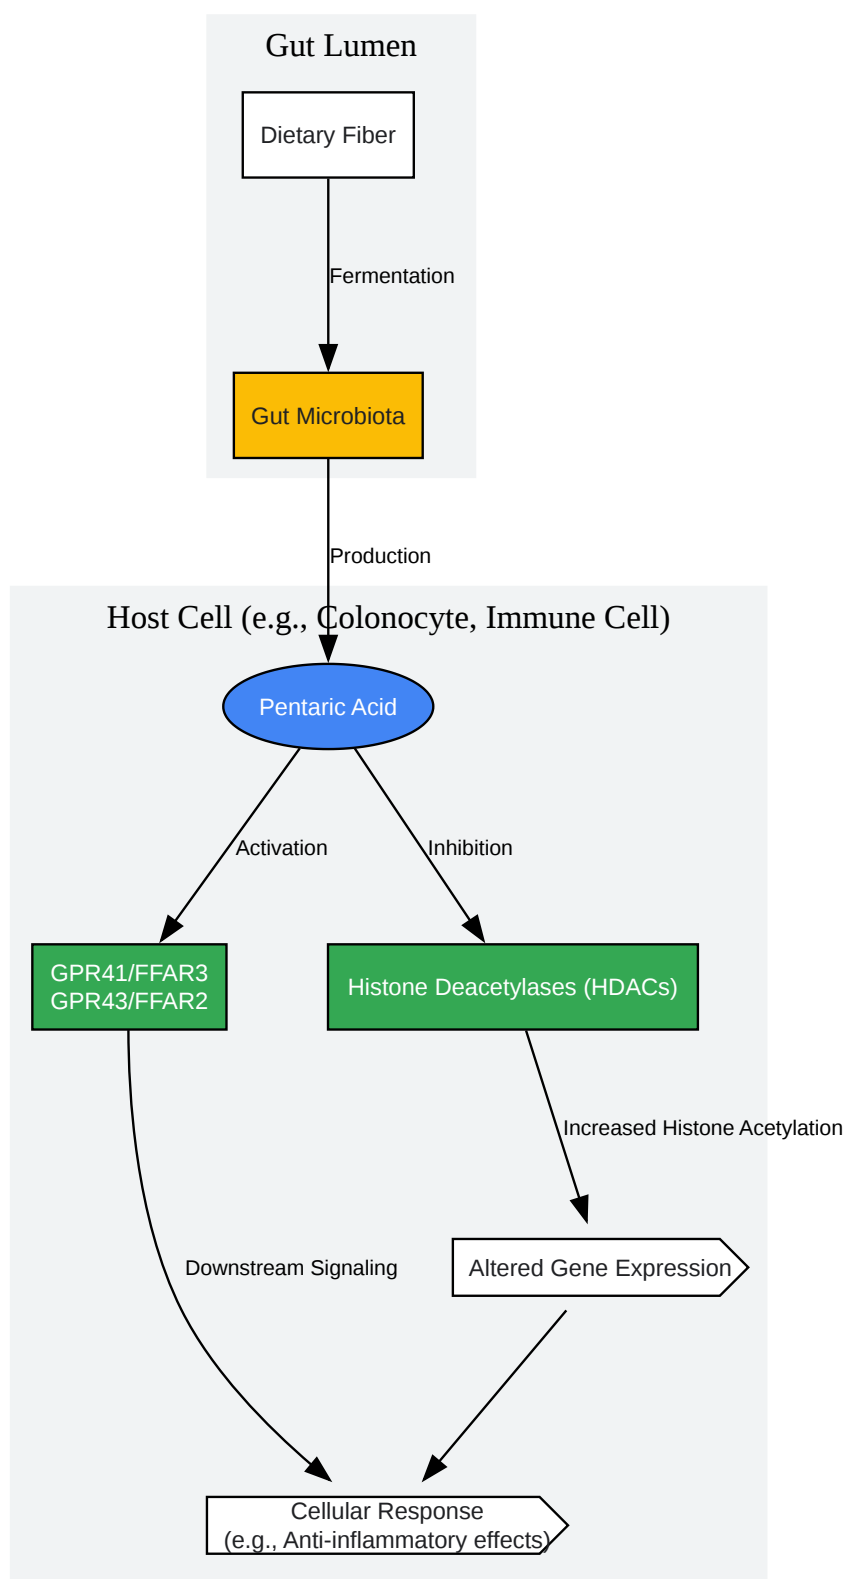 Gut Lumen
Dietary Fiber
Fermentation
Gut Microbiota
Production
Host Cell (e.g., Colonocyte, Immune Cell)
Pentaric Acid
Activation
Inhibition
GPR41/FFAR3
GPR43/FFAR2
Histone Deacetylases (HDACs)
Increased Histone Acetylation
Downstream Signaling
Altered Gene Expression
Cellular Response
(e.g., Anti-inflammatory effects)